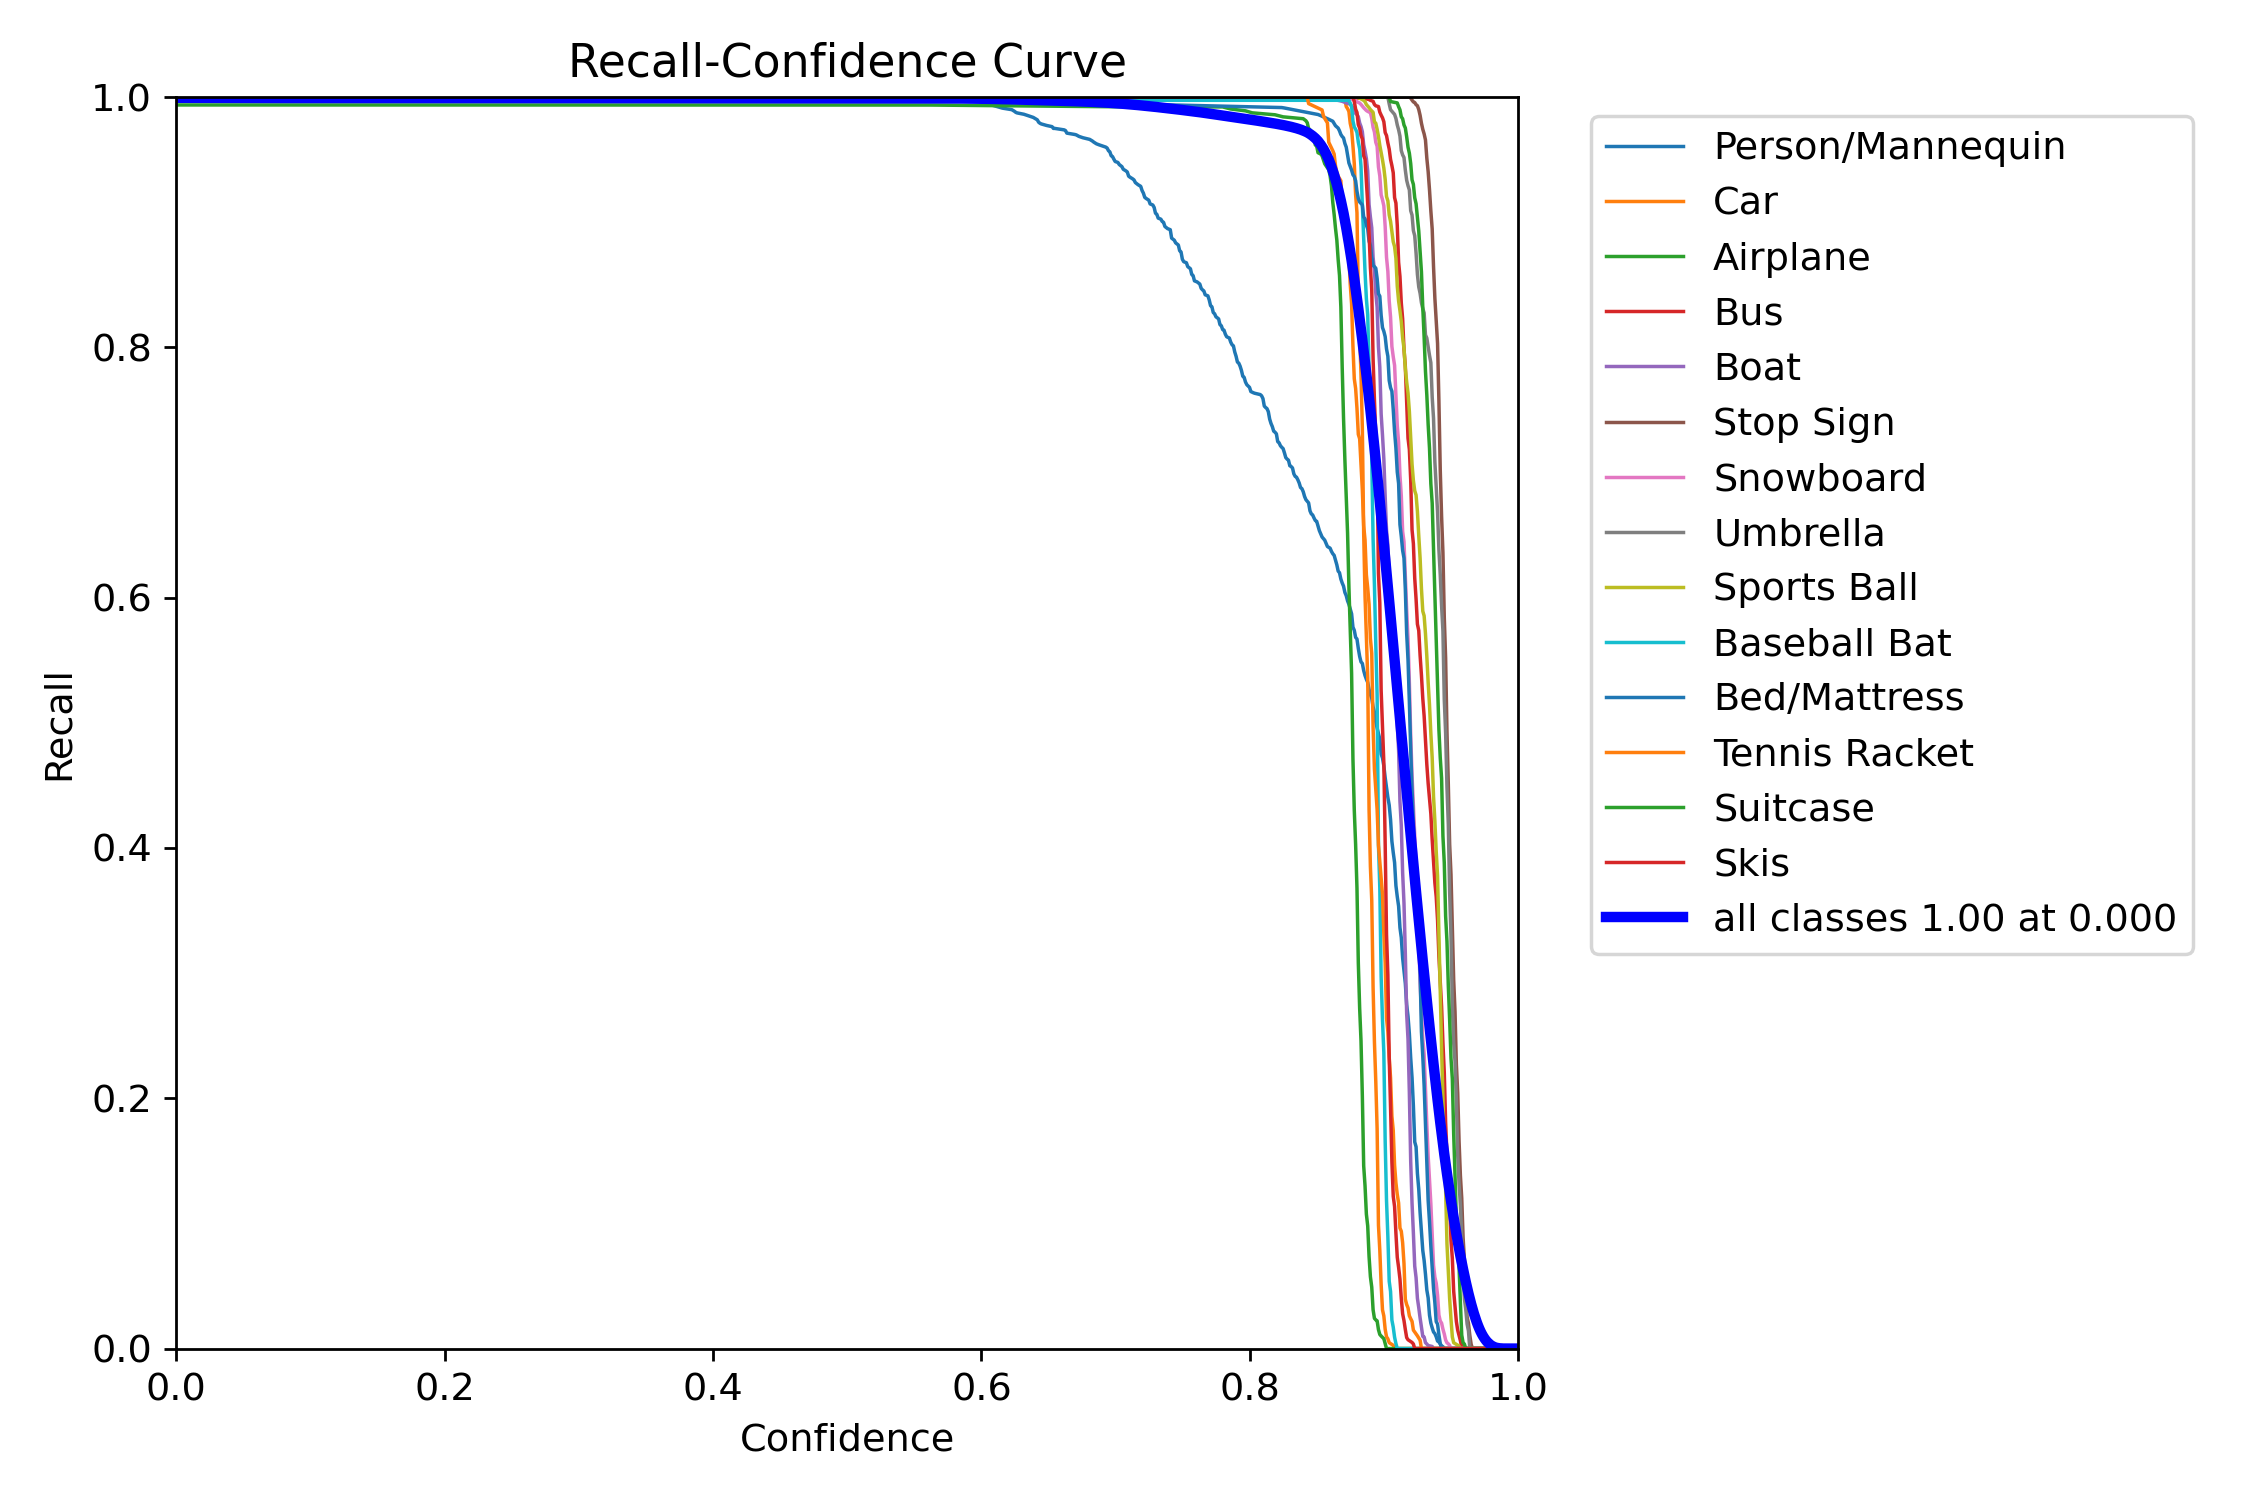 Recall-Confidence Curve
1.0
0.8
0.6
0.4
0.2
0.0
Recall
0.0 0.2 0.4 0.6 0.8 1.0
Confidence
Person/Mannequin
Car
Airplane
Bus
Boat
Stop Sign
Snowboard
Umbrella
Sports Ball
Baseball Bat
Bed/Mattress
Tennis Racket
Suitcase
Skis
all classes 1.00 at 0.000